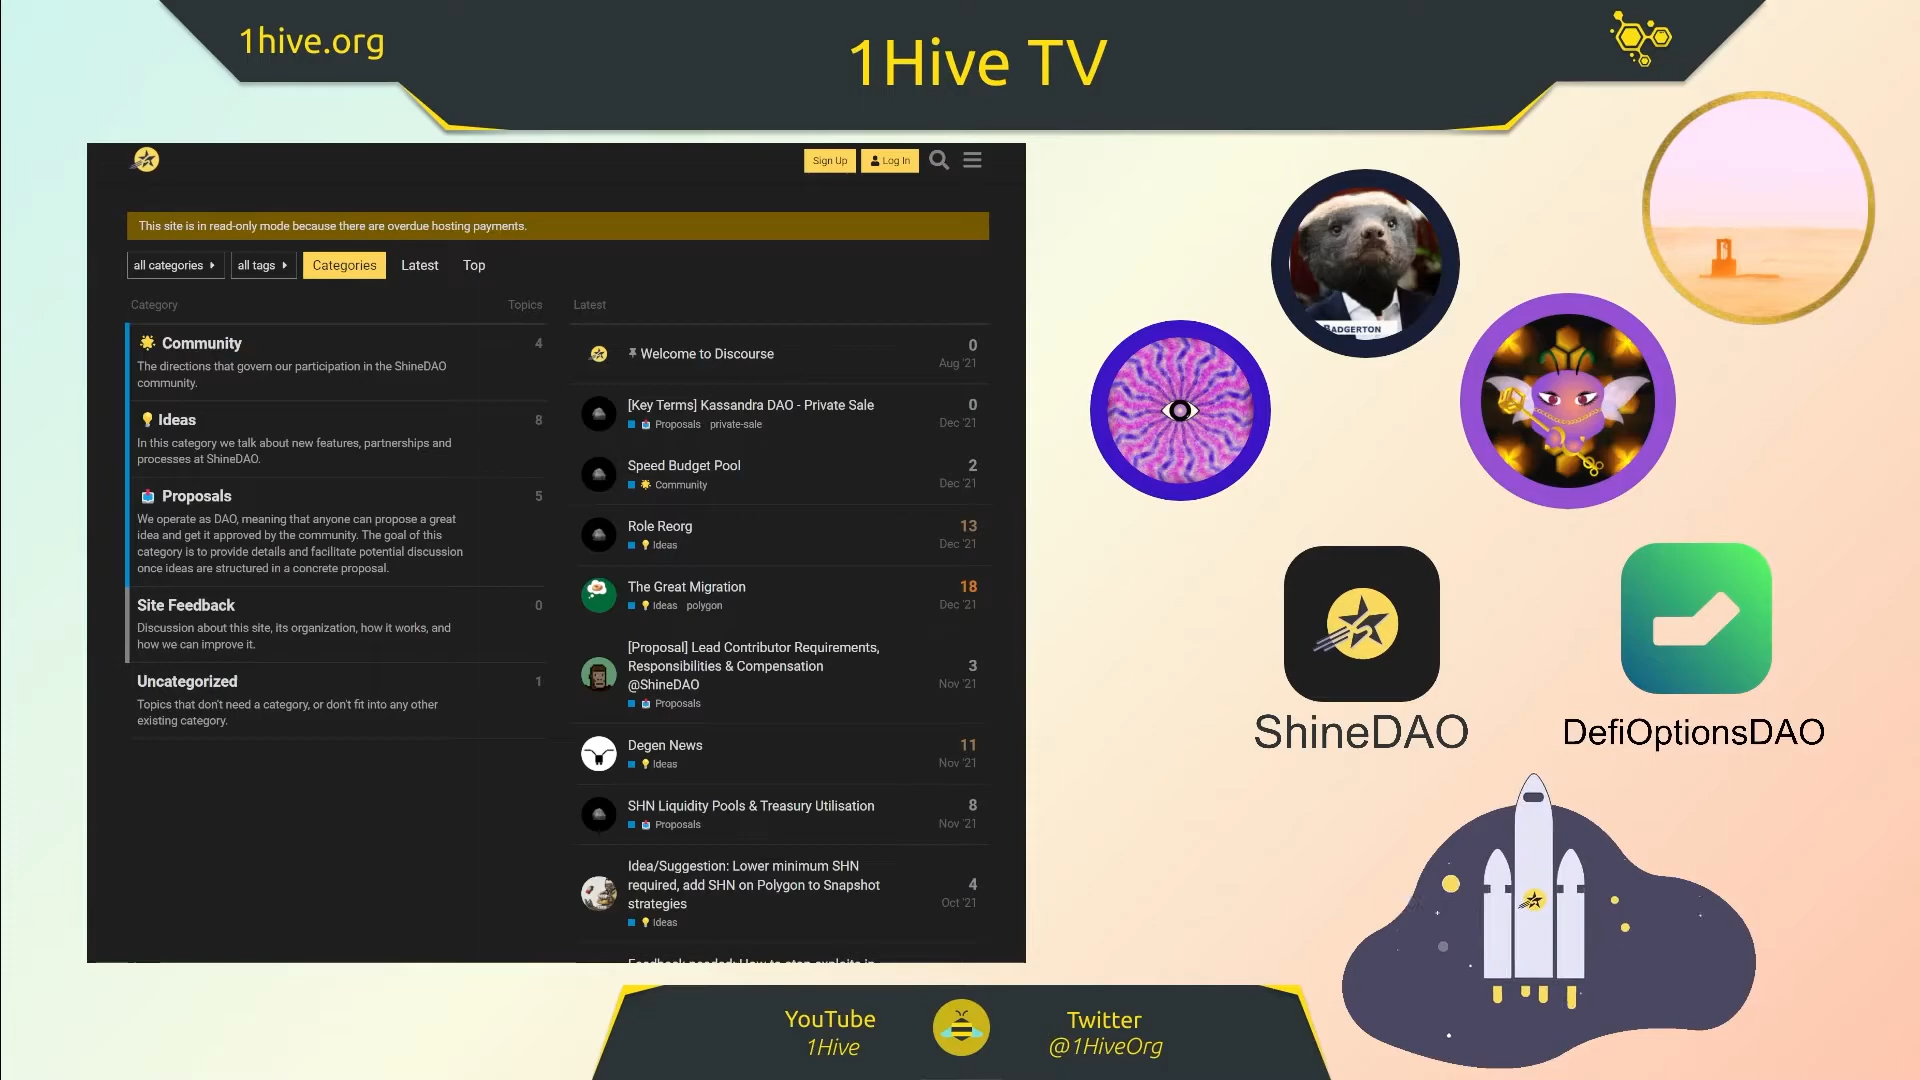 1hive.org
1Hive TV
Sign Up
Log In
This site is in read-only mode because there are overdue hosting payments.
all categories
all tags
Categories
Latest
Top
Category
Topics
Community
4
The directions that govern our participation in the ShineDAO
community.
Ideas
8
In this category we talk about new features, partnerships and
processes at ShineDAO.
Proposals
5
We operate as DAO, meaning that anyone can propose a great
idea and get it approved by the community. The goal of this
category is to provide details and facilitate potential discussion
once ideas are structured in a concrete proposal.
Site Feedback
0
Discussion about this site, its organization, how it works, and
how we can improve it.
Uncategorized
1
Topics that don't need a category, or don't fit into any other
existing category.
Latest
Welcome to Discourse
0
Aug '21
[Key Terms] Kassandra DAO - Private Sale
0
Proposals private-sale
Dec '21
Speed Budget Pool
2
Community
Dec '21
Role Reorg
13
Ideas
Dec '21
The Great Migration
18
Ideas polygon
Dec '21
[Proposal] Lead Contributor Requirements,
Responsibilities & Compensation
@ShineDAO
3
Nov '21
Proposals
Degen News
11
Ideas
Nov '21
SHN Liquidity Pools & Treasury Utilisation
8
Proposals
Nov '21
Idea/Suggestion: Lower minimum SHN
required, add SHN on Polygon to Snapshot
strategies
4
Oct '21
Ideas
BADGERTON
ShineDAO
DefiOptionsDAO
YouTube
1Hive
Twitter
@1HiveOrg